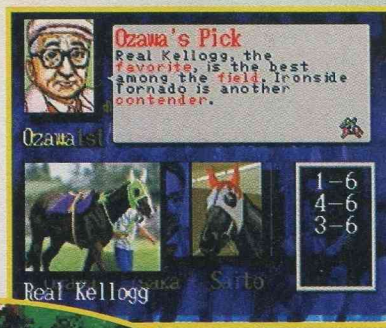 Ozawa's Pick
Real Kellogg, the
favorite, is the best
among the field. Ironside
Tornado is another
contender.
Ozawa
1-6
4-6
3-6
Saito
Real Kellogg